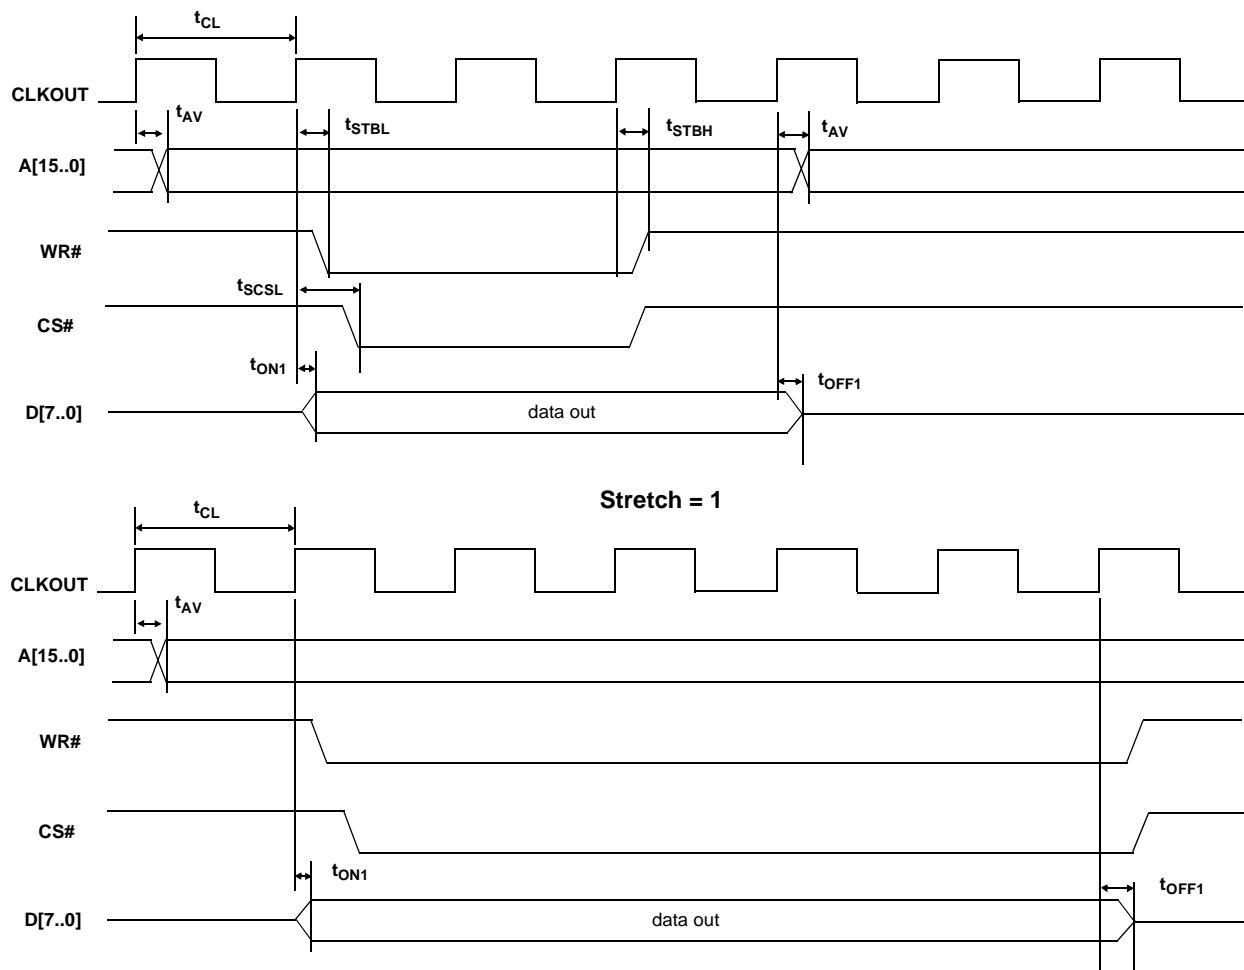 tCL
CLKOUT
tAV
tSTBL
tSTBH
tAV
A[15..0]
WR#
tSCSL
CS#
tON1
tOFF1
D[7..0]
data out
Stretch = 1
tCL
CLKOUT
tAV
A[15..0]
WR#
CS#
tON1
tOFF1
D[7..0]
data out